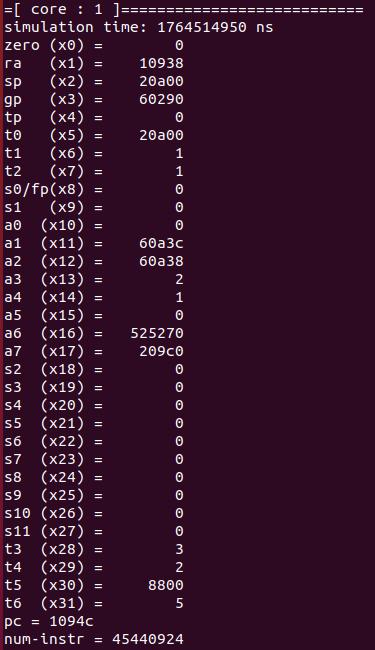 =[ core : 1 ]===========================
simulation time: 1764514950 ns
zero (x0) =        0
ra   (x1) =    10938
sp   (x2) =    20a00
gp   (x3) =    60290
tp   (x4) =        0
t0   (x5) =    20a00
t1   (x6) =        1
t2   (x7) =        1
s0/fp(x8) =        0
s1   (x9) =        0
a0  (x10) =        0
a1  (x11) =    60a3c
a2  (x12) =    60a38
a3  (x13) =        2
a4  (x14) =        1
a5  (x15) =        0
a6  (x16) =   525270
a7  (x17) =    209c0
s2  (x18) =        0
s3  (x19) =        0
s4  (x20) =        0
s5  (x21) =        0
s6  (x22) =        0
s7  (x23) =        0
s8  (x24) =        0
s9  (x25) =        0
s10 (x26) =        0
s11 (x27) =        0
t3  (x28) =        3
t4  (x29) =        2
t5  (x30) =     8800
t6  (x31) =        5
pc = 1094c
num-instr = 45440924